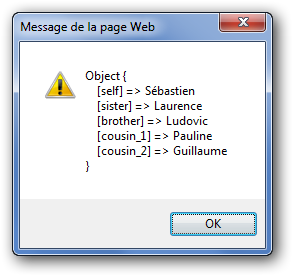 Message de la page Web
Object {
[self] => Sébastien
[sister] => Laurence
[brother] => Ludovic
[cousin_1] => Pauline
[cousin_2] => Guillaume
}
OK